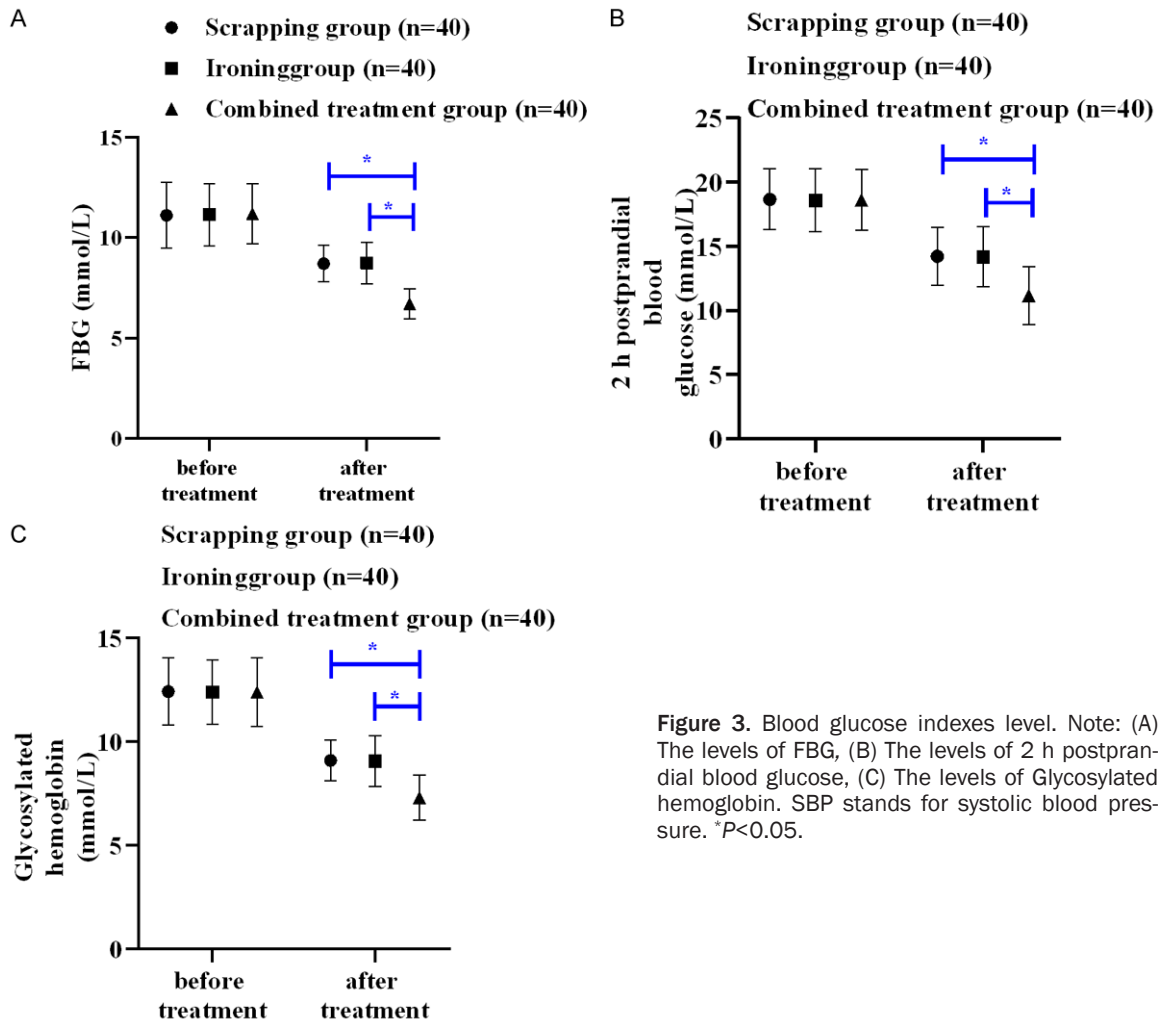 A
Scrapping group (n=40)
Ironinggroup (n=40)
Combined treatment group (n=40)
15
10
5
0
FBG (mmol/L)
*
*
before
treatment
after
treatment
B
Scrapping group (n=40)
Ironinggroup (n=40)
Combined treatment group (n=40)
25
20
15
10
5
0
2 h postprandial
blood
glucose (mmol/L)
*
*
before
treatment
after
treatment
C
Scrapping group (n=40)
Ironinggroup (n=40)
Combined treatment group (n=40)
15
10
5
0
Glycosylated
hemoglobin
(mmol/L)
*
*
before
treatment
after
treatment
Figure 3. Blood glucose indexes level. Note: (A)
The levels of FBG, (B) The levels of 2 h postpran-
dial blood glucose, (C) The levels of Glycosylated
hemoglobin. SBP stands for systolic blood pres-
sure. *P<0.05.